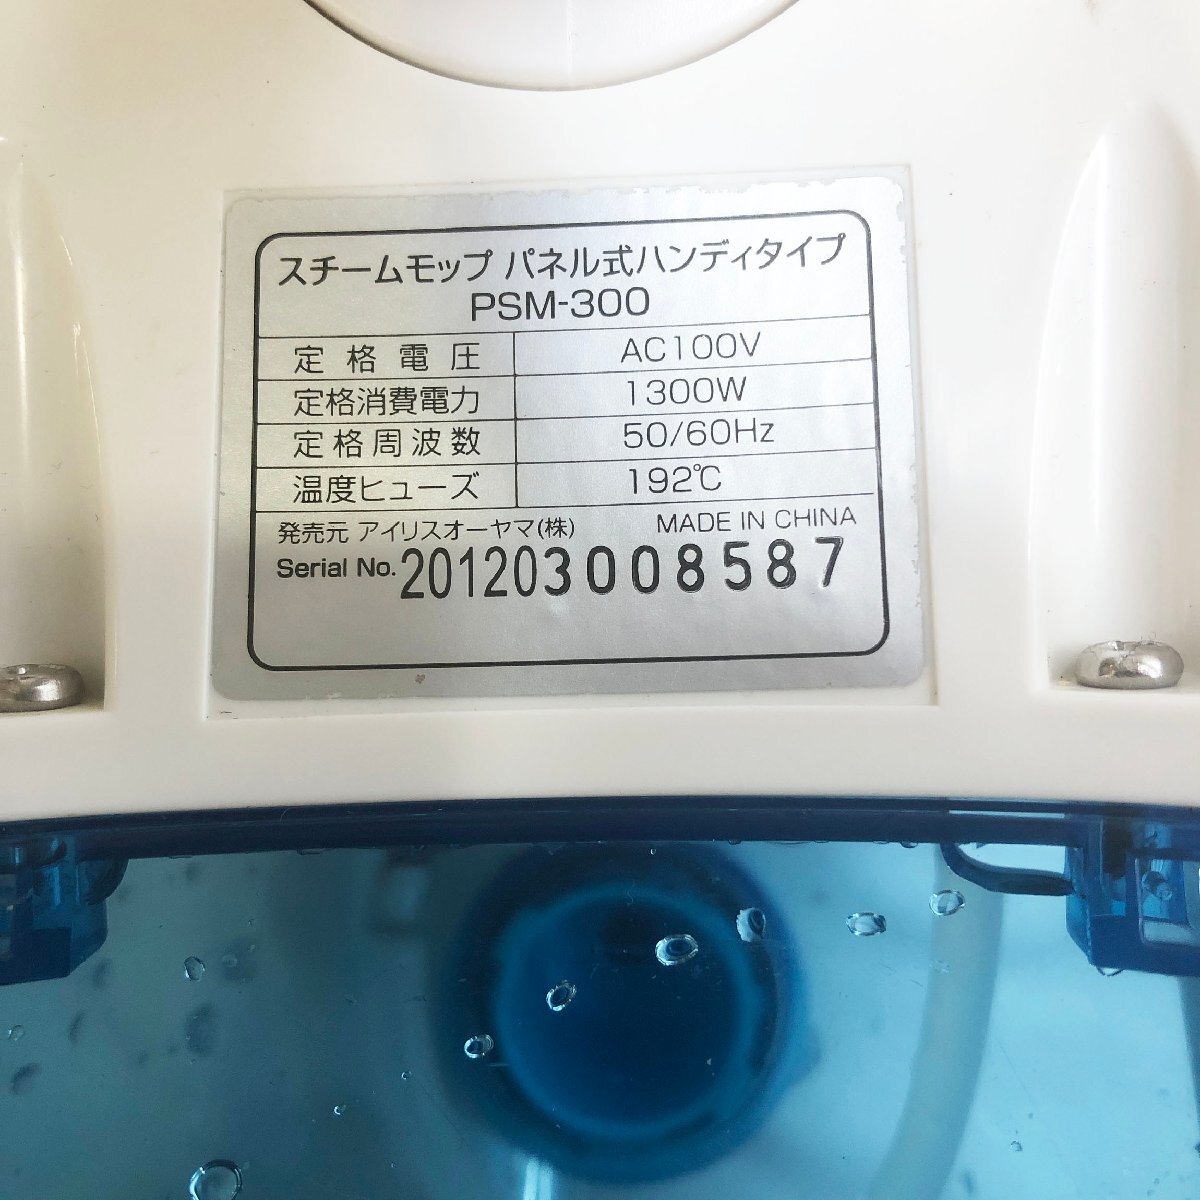 スチームモップ パネル式ハンディタイプ
PSM-300
定格電圧 AC100V
定格消費電力 1300W
定格周波数 50/60Hz
温度ヒューズ 192℃
発売元 アイリスオーヤマ(株) MADE IN CHINA
Serial No. 201203008587